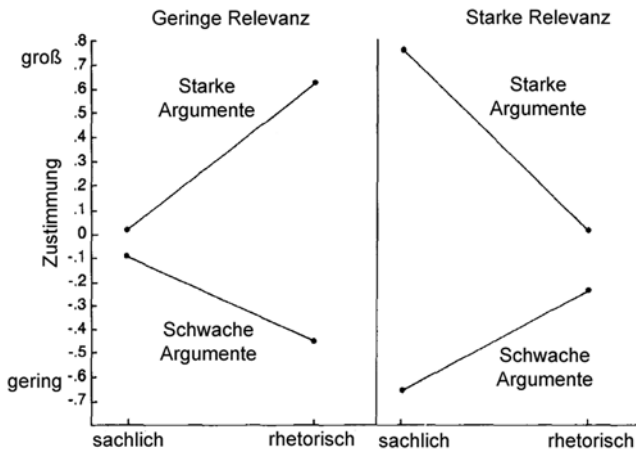 Geringe Relevanz
Starke Relevanz
groß
Zustimmung
gering
.8
.7
.6
.5
.4
.3
.2
.1
0
-.1
-.2
-.3
-.4
-.5
-.6
-.7
Starke
Argumente
Schwache
Argumente
Starke
Argumente
Schwache
Argumente
sachlich
rhetorisch
sachlich
rhetorisch